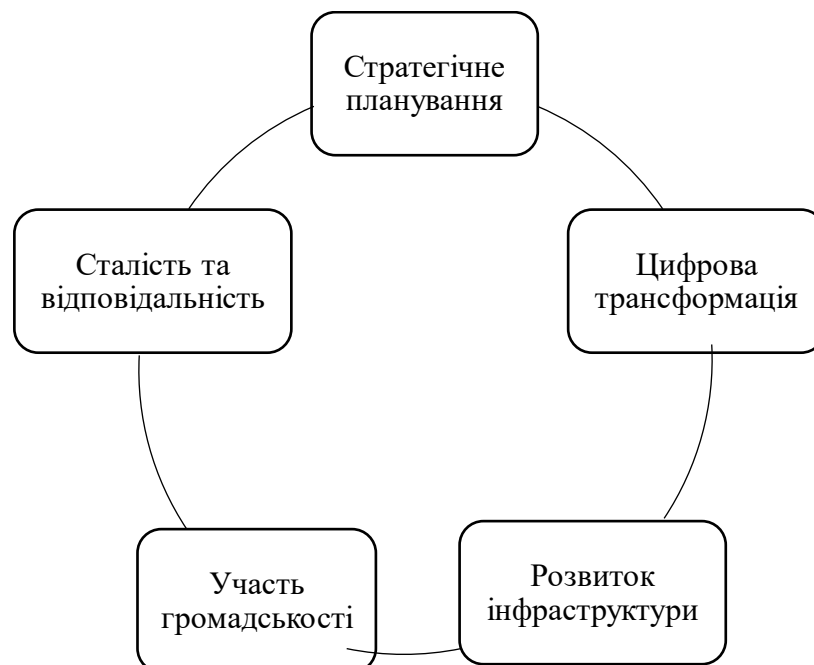 Стратегічне
планування
Сталість та
відповідальність
Цифрова
трансформація
Участь
громадськості
Розвиток
інфраструктури